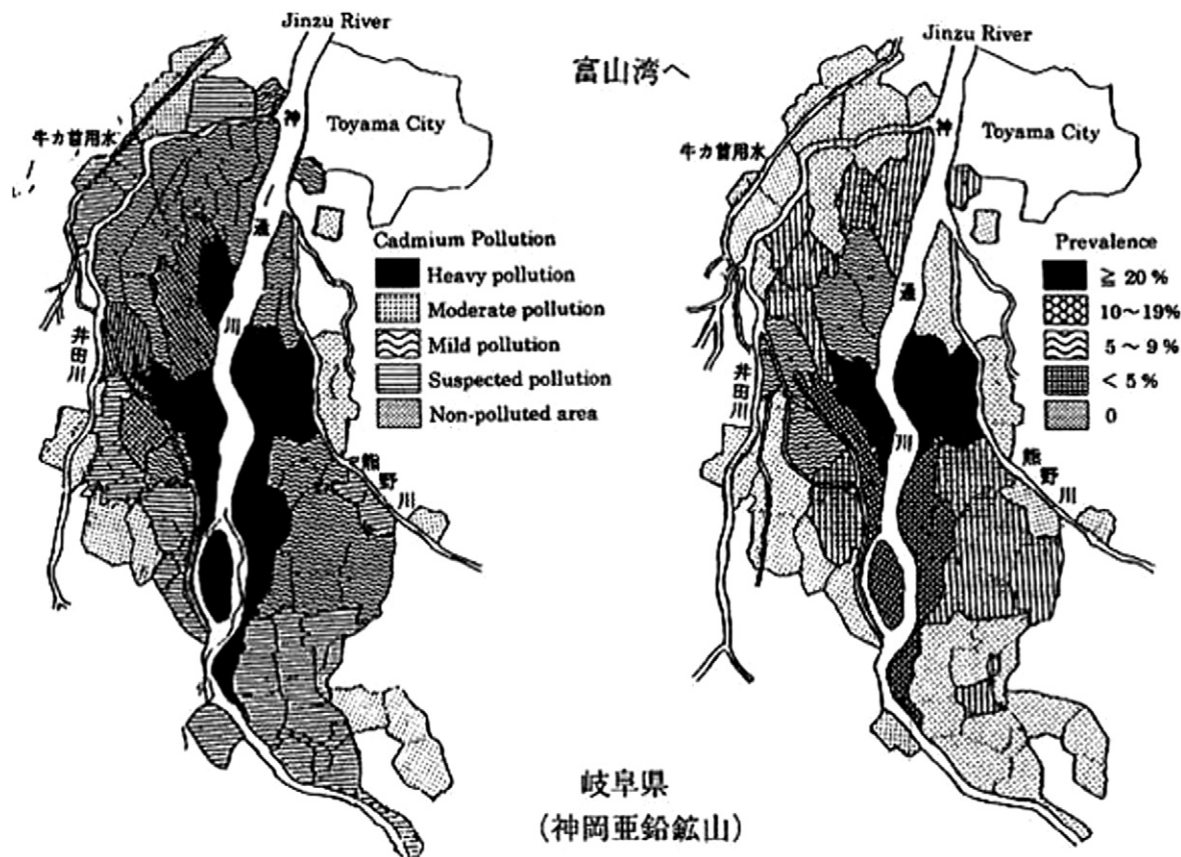 Jinzu River
富山湾へ
Toyama City
牛カ首用水
神
通
川
井田川
熊野川
Cadmium Pollution
Heavy pollution
Moderate pollution
Mild pollution
Suspected pollution
Non-polluted area
Jinzu River
Toyama City
牛カ首用水
神
通
川
井田川
熊野川
Prevalence
≧ 20 %
10～19%
5 ～ 9 %
< 5 %
0
岐阜県
(神岡亜鉛鉱山)